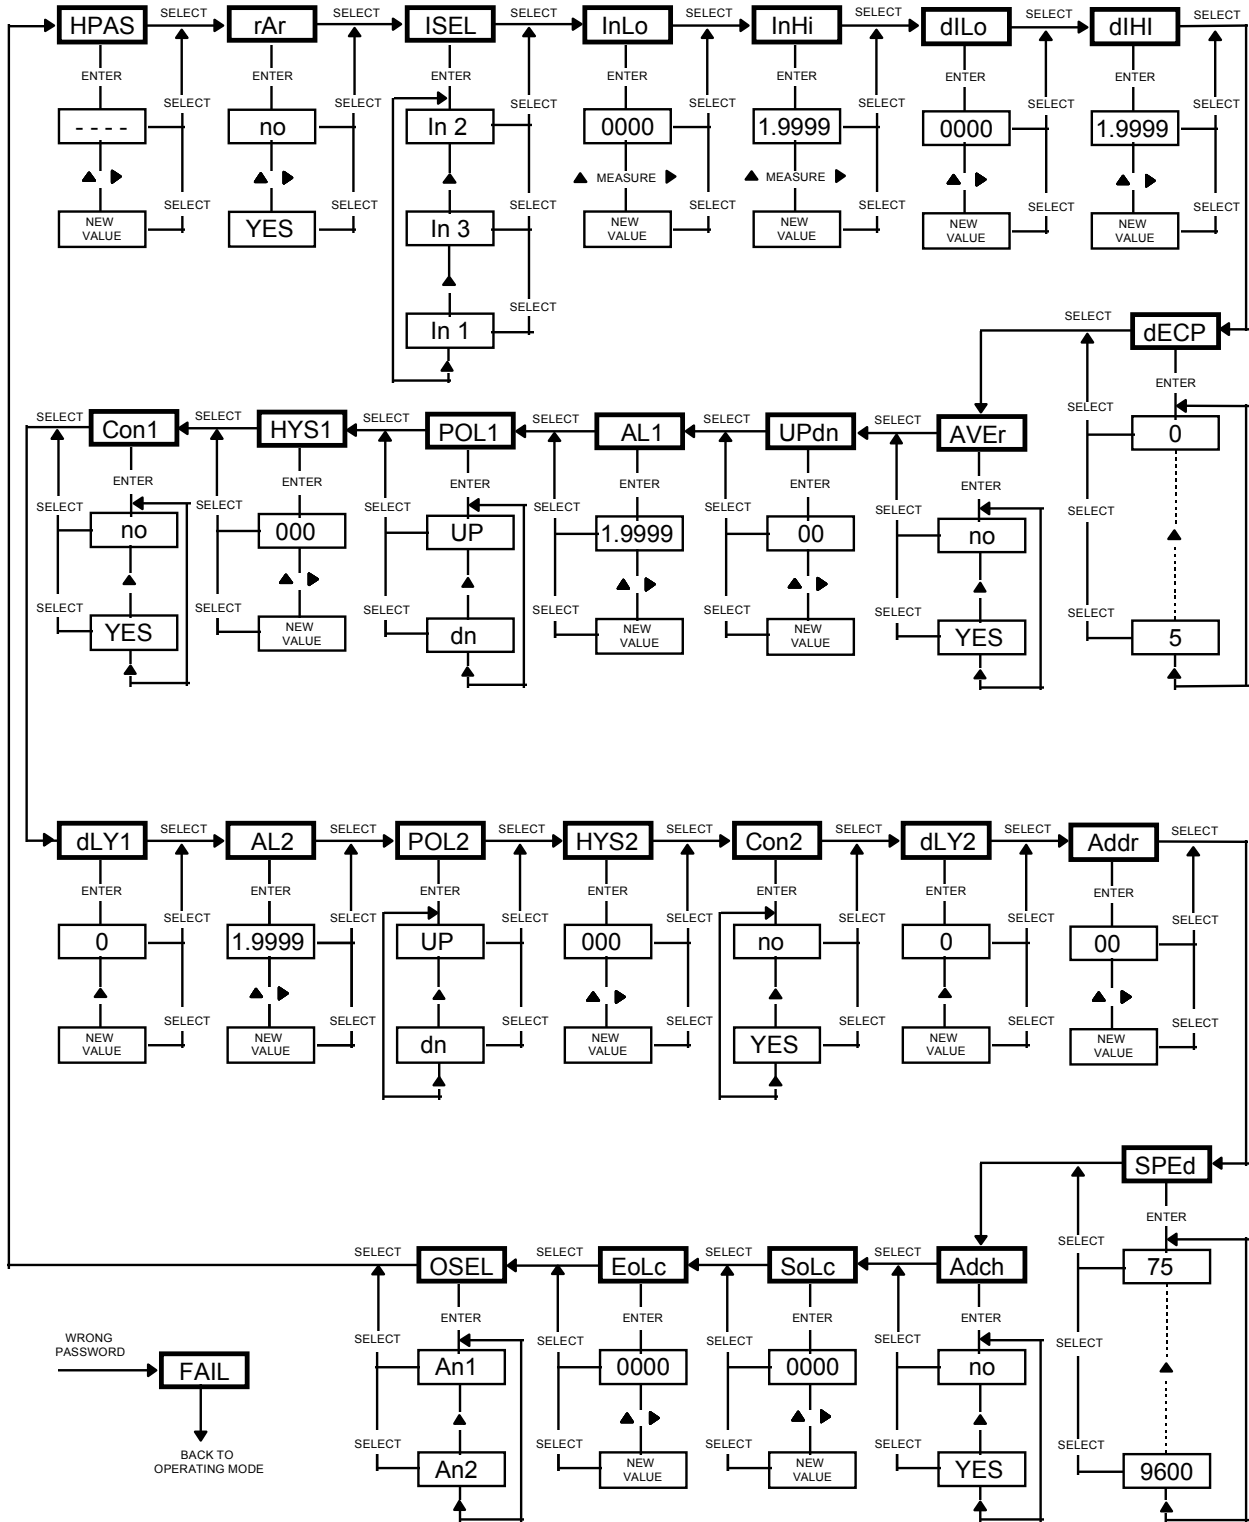 SELECT SELECT SELECT SELECT SELECT SELECT SELECT
HPAS rAr ISEL InLo InHi dILo dIHI
ENTER ENTER ENTER ENTER ENTER ENTER ENTER
SELECT SELECT SELECT SELECT SELECT SELECT SELECT
- - - - no In 2 0000 1.9999 0000 1.9999
MEASURE MEASURE
SELECT SELECT SELECT SELECT SELECT SELECT SELECT
NEW VALUE YES In 3 NEW VALUE NEW VALUE NEW VALUE NEW VALUE
SELECT
In 1
SELECT
dECP
ENTER
SELECT
0
SELECT
SELECT
5
SELECT SELECT SELECT SELECT SELECT SELECT
Con1 HYS1 POL1 AL1 UPdn AVEr
ENTER ENTER ENTER ENTER ENTER ENTER
SELECT SELECT SELECT SELECT SELECT SELECT
no 000 UP 1.9999 00 no
SELECT SELECT SELECT SELECT SELECT SELECT
YES NEW VALUE dn NEW VALUE NEW VALUE YES
SELECT SELECT SELECT SELECT SELECT SELECT SELECT
dLY1 AL2 POL2 HYS2 Con2 dLY2 Addr
ENTER ENTER ENTER ENTER ENTER ENTER ENTER
SELECT SELECT SELECT SELECT SELECT SELECT SELECT
0 1.9999 UP 000 no 0 00
SELECT SELECT SELECT SELECT SELECT SELECT SELECT
NEW VALUE NEW VALUE dn NEW VALUE YES NEW VALUE NEW VALUE
SELECT
SPEd
ENTER
SELECT
75
SELECT
9600
SELECT SELECT SELECT SELECT
OSEL EoLc SoLc Adch
ENTER ENTER ENTER ENTER
SELECT SELECT SELECT SELECT
An1 0000 0000 no
SELECT SELECT SELECT SELECT
An2 NEW VALUE NEW VALUE YES
WRONG
PASSWORD
FAIL
BACK TO
OPERATING MODE